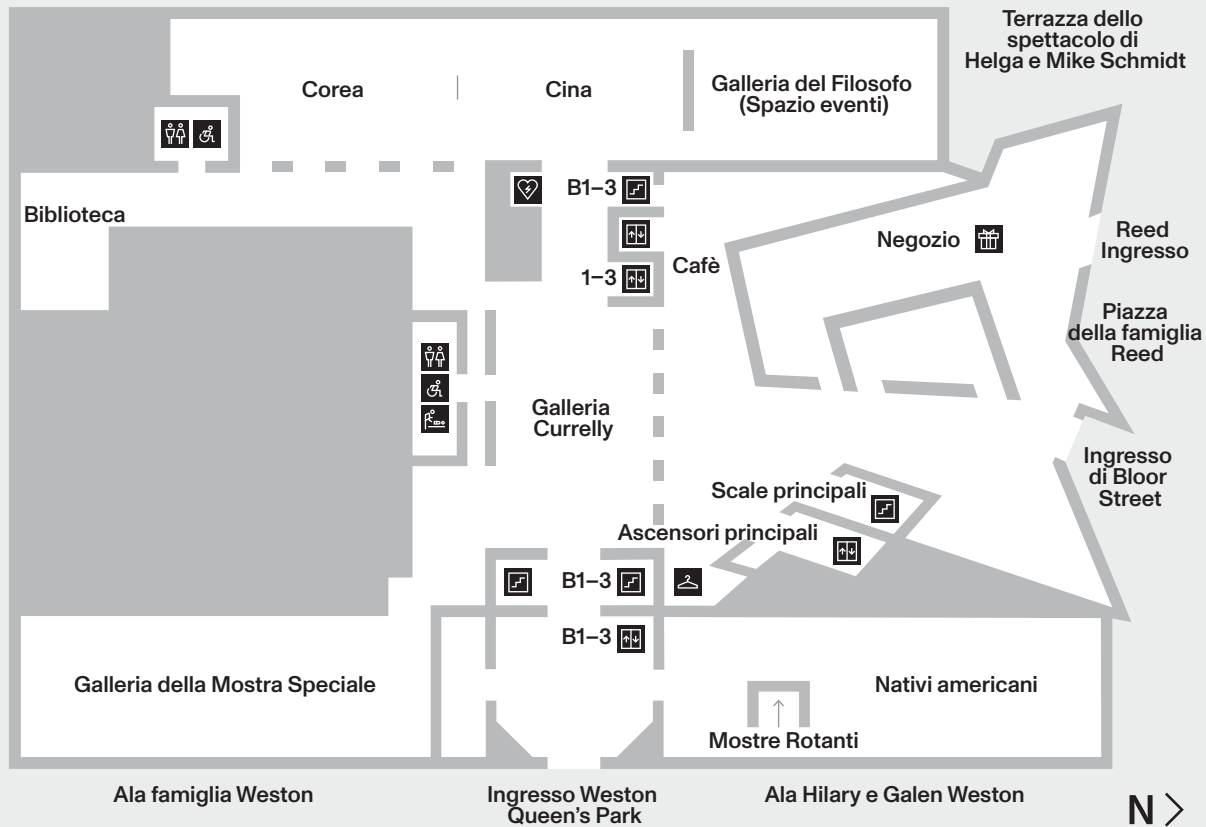 Terrazza dello
spettacolo di
Helga e Mike Schmidt
Corea
Cina
Galleria del Filosofo
(Spazio eventi)
B1–3
Biblioteca
Negozio
Reed
Ingresso
Cafè
1–3
Piazza
della famiglia
Reed
Galleria
Currelly
Ingresso
di Bloor
Street
Scale principali
Ascensori principali
B1–3
B1–3
Galleria della Mostra Speciale
Nativi americani
Mostre Rotanti
Ala famiglia Weston
Ingresso Weston
Queen's Park
Ala Hilary e Galen Weston
N